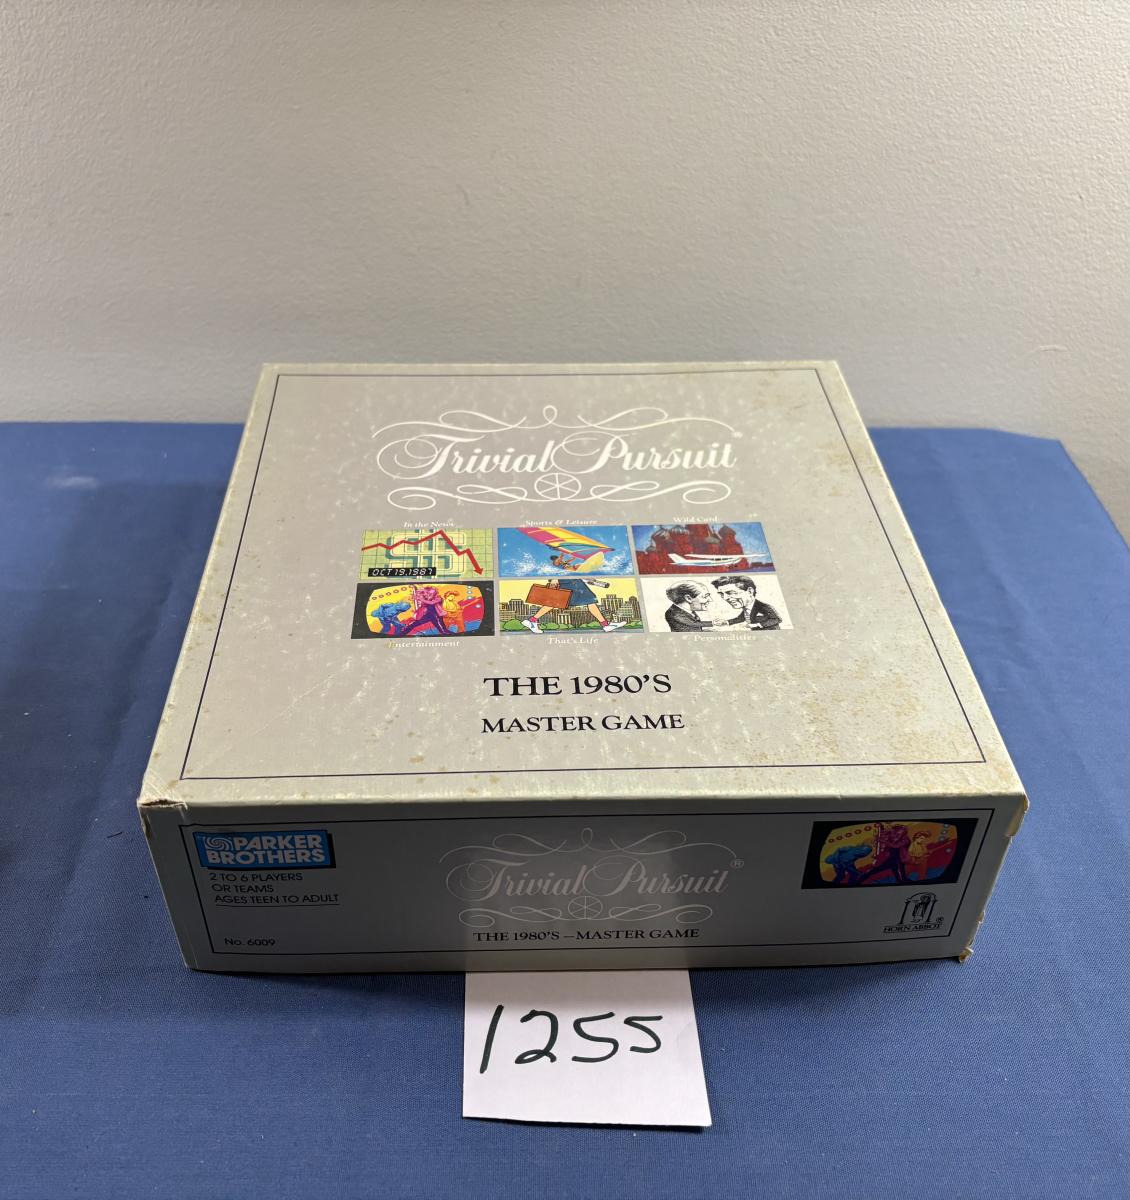 Trivial Pursuit®
In the News
Sports & Leisure
Wild Card
OCT 19,1987
Entertainment
That's Life
Personalities
THE 1980'S
MASTER GAME
PARKER
BROTHERS
2 TO 6 PLAYERS
OR TEAMS
AGES TEEN TO ADULT
No. 6009
Trivial Pursuit®
THE 1980'S — MASTER GAME
HORN ABBOT®
1255